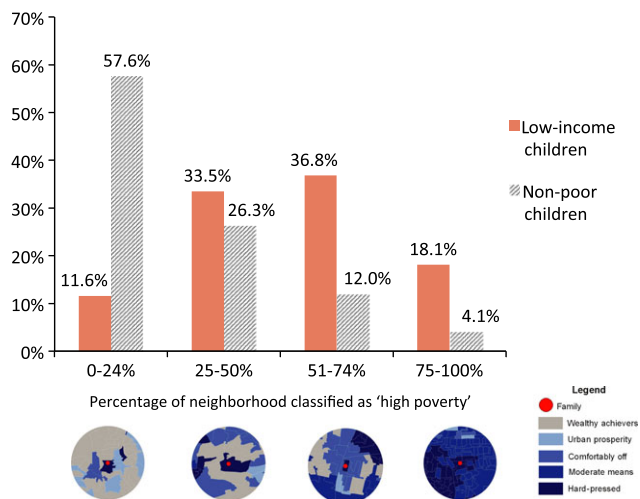 70%
60%
50%
40%
30%
20%
10%
0%
57.6%
11.6%
33.5%
26.3%
36.8%
12.0%
18.1%
4.1%
Low-income
children
Non-poor
children
0-24%
25-50%
51-74%
75-100%
Percentage of neighborhood classified as ‘high poverty’
Legend
Family
Wealthy achievers
Urban prosperity
Comfortably off
Moderate means
Hard-pressed